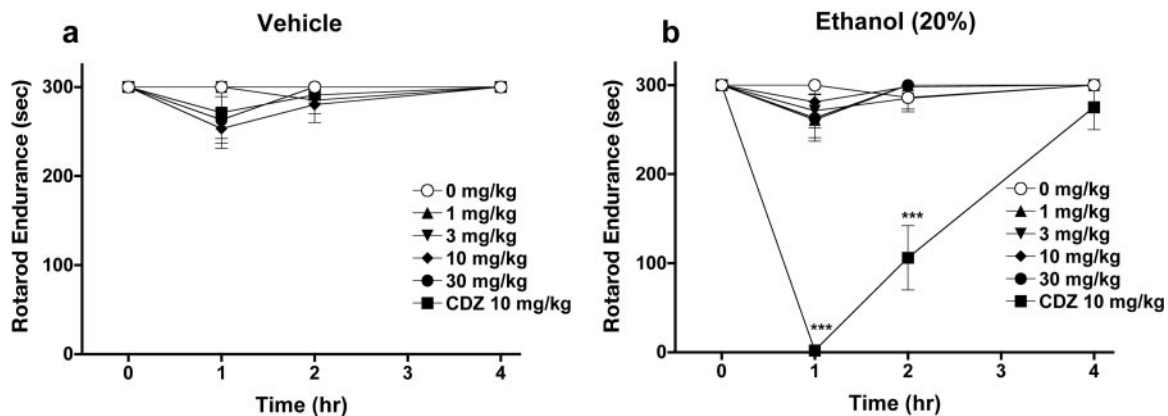 a
Vehicle
Rotarod Endurance (sec)
300
200
100
0
0 mg/kg
1 mg/kg
3 mg/kg
10 mg/kg
30 mg/kg
CDZ 10 mg/kg
0 1 2 3 4
Time (hr)
b
Ethanol (20%)
Rotarod Endurance (sec)
300
200
100
0
***
***
0 mg/kg
1 mg/kg
3 mg/kg
10 mg/kg
30 mg/kg
CDZ 10 mg/kg
0 1 2 3 4
Time (hr)